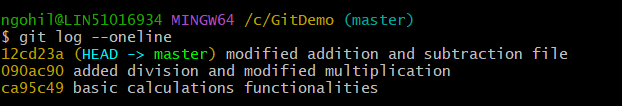 ngohil@LIN51016934 MINGW64 /c/GitDemo (master)
$ git log --oneline
12cd23a (HEAD -> master) modified addition and subtraction file
090ac90 added division and modified multiplication
ca95c49 basic calculations functionalities